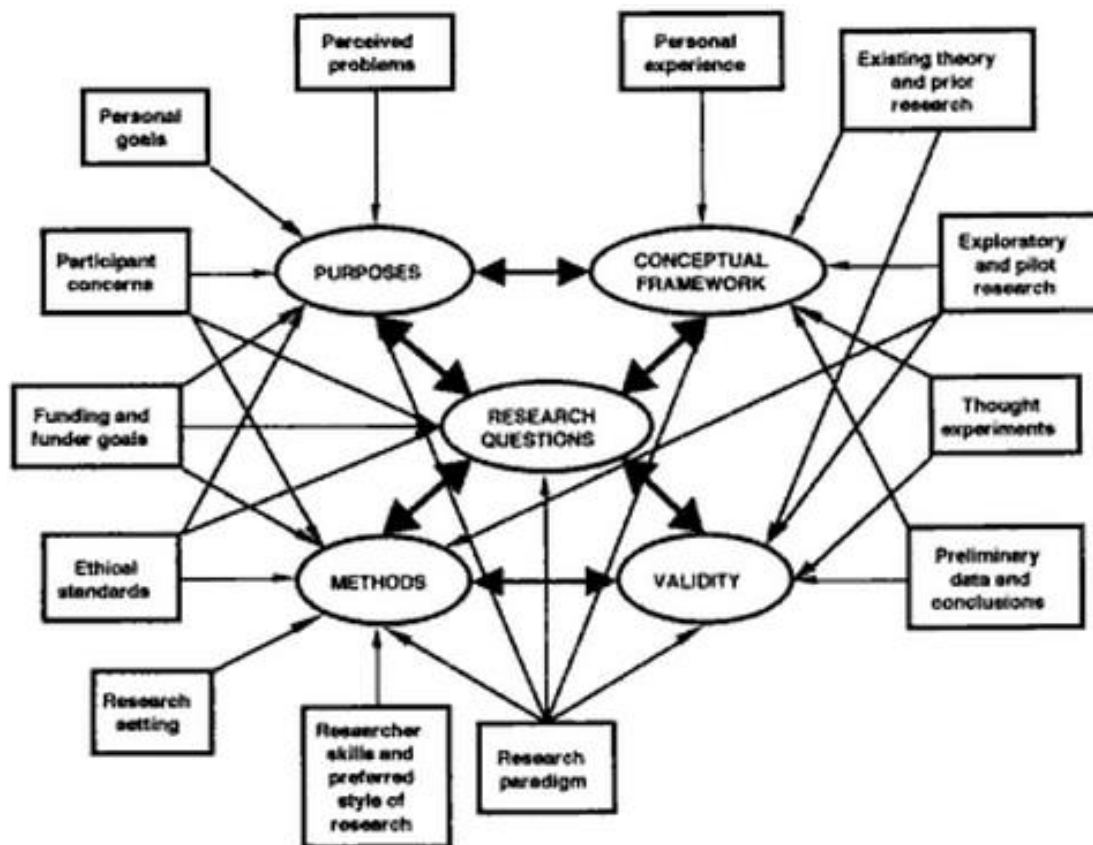 Perceived
problems
Personal
experience
Existing theory
and prior
research
Personal
goals
Participant
concerns
PURPOSES
CONCEPTUAL
FRAMEWORK
Exploratory
and pilot
research
Funding and
funder goals
RESEARCH
QUESTIONS
Thought
experiments
Ethical
standards
METHODS
VALIDITY
Preliminary
data and
conclusions
Research
setting
Researcher
skills and
preferred
style of
research
Research
paradigm